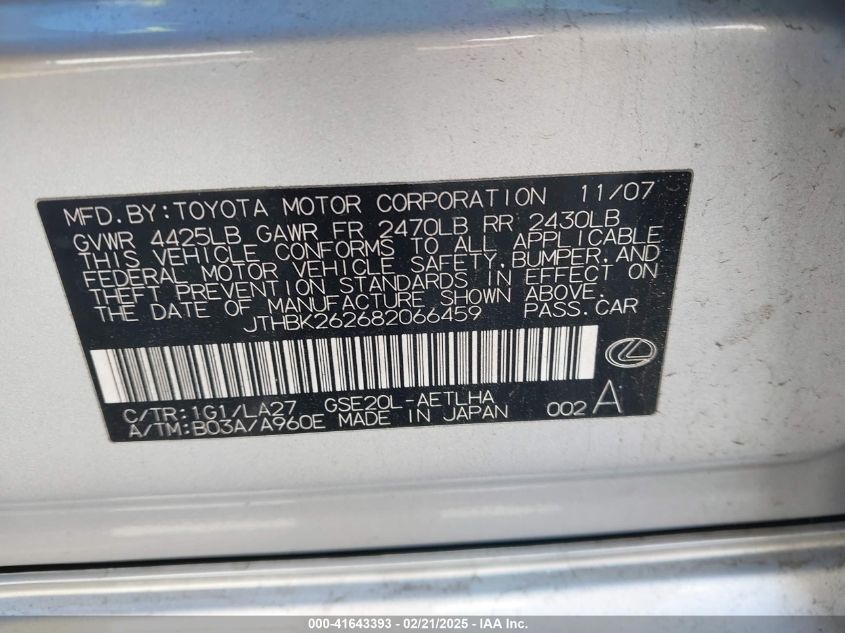 MFD.BY:TOYOTA MOTOR CORPORATION 11/07
GVWR 4425LB GAWR FR 2470LB RR 2430LB
THIS VEHICLE CONFORMS TO ALL APPLICABLE
FEDERAL MOTOR VEHICLE SAFETY,BUMPER,AND
THEFT PREVENTION STANDARDS IN EFFECT ON
THE DATE OF MANUFACTURE SHOWN ABOVE.
JTHBK262682066459 PASS.CAR
C/TR:1G1/LA27 GSE20L-AETLHA
A/TM:B03A/A960E MADE IN JAPAN 002 A
000-41643393 - 02/21/2025 - IAA Inc.